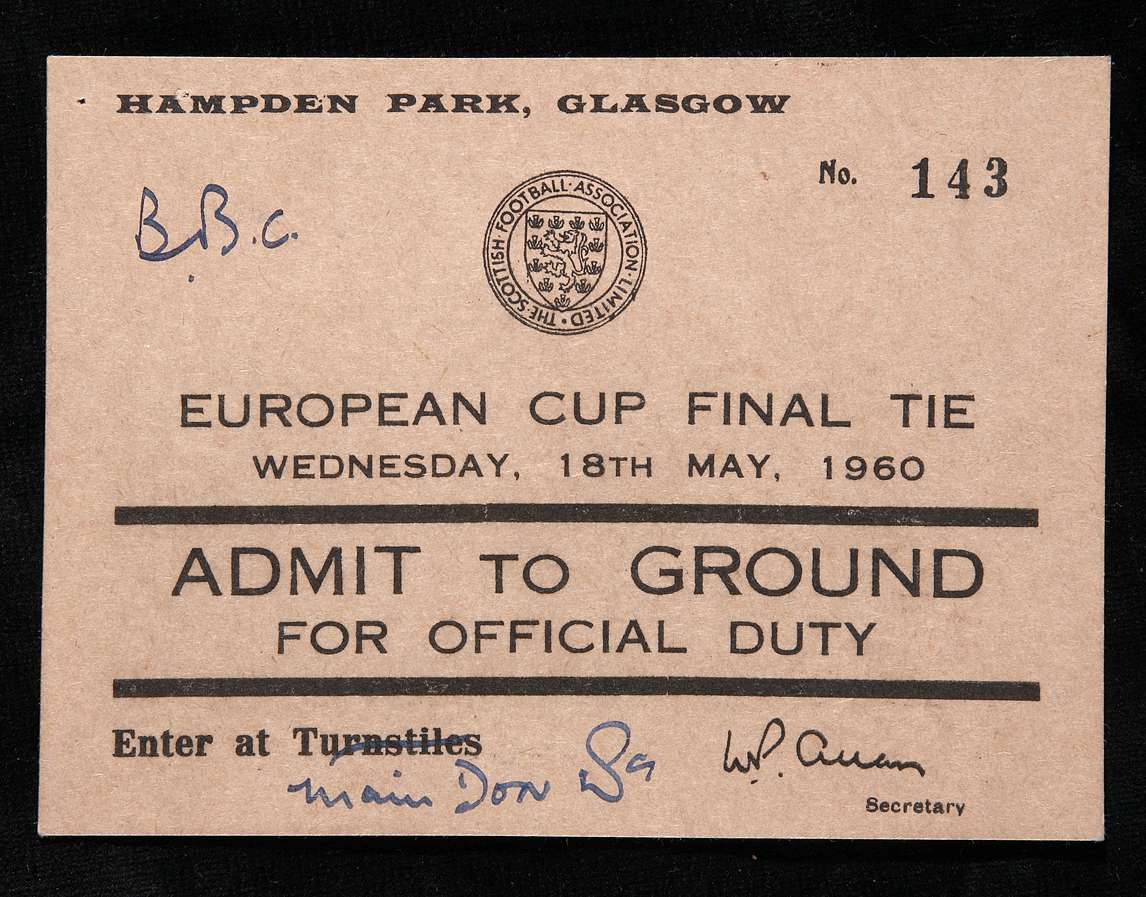 HAMPDEN PARK, GLASGOW
No. 143
B.B.C.
THE SCOTTISH · FOOTBALL · ASSOCIATION · LIMITED ·
EUROPEAN CUP FINAL TIE
WEDNESDAY, 18TH MAY, 1960
ADMIT TO GROUND
FOR OFFICIAL DUTY
Enter at Turnstiles
main Door
W.P. Allan
Secretary